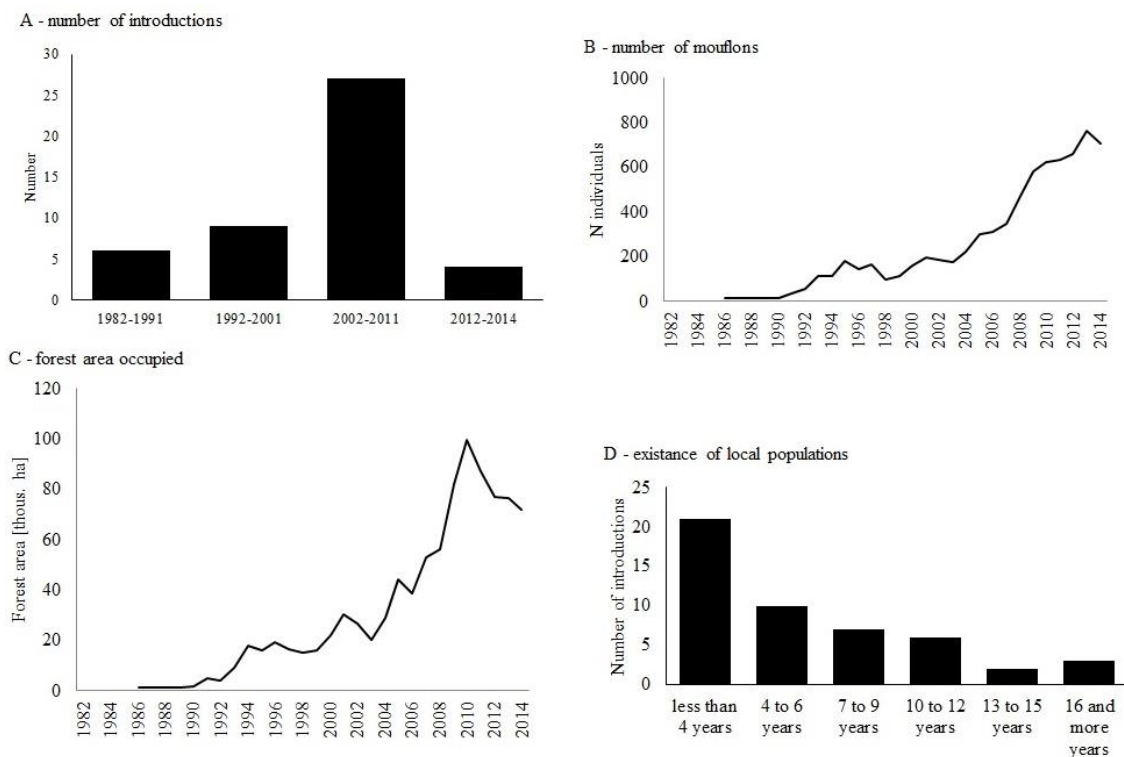 A - number of introductions
30
25
20
15
10
5
0
Number
1982-1991 1992-2001 2002-2011 2012-2014
B - number of mouflons
1000
800
600
400
200
0
N individuals
1982 1984 1986 1988 1990 1992 1994 1996 1998 2000 2002 2004 2006 2008 2010 2012 2014
C - forest area occupied
120
100
80
60
40
20
0
Forest area [thous. ha]
1982 1984 1986 1988 1990 1992 1994 1996 1998 2000 2002 2004 2006 2008 2010 2012 2014
D - existance of local populations
25
20
15
10
5
0
Number of introductions
less than 4 to 6 7 to 9 10 to 12 13 to 15 16 and
4 years years years years years more
years